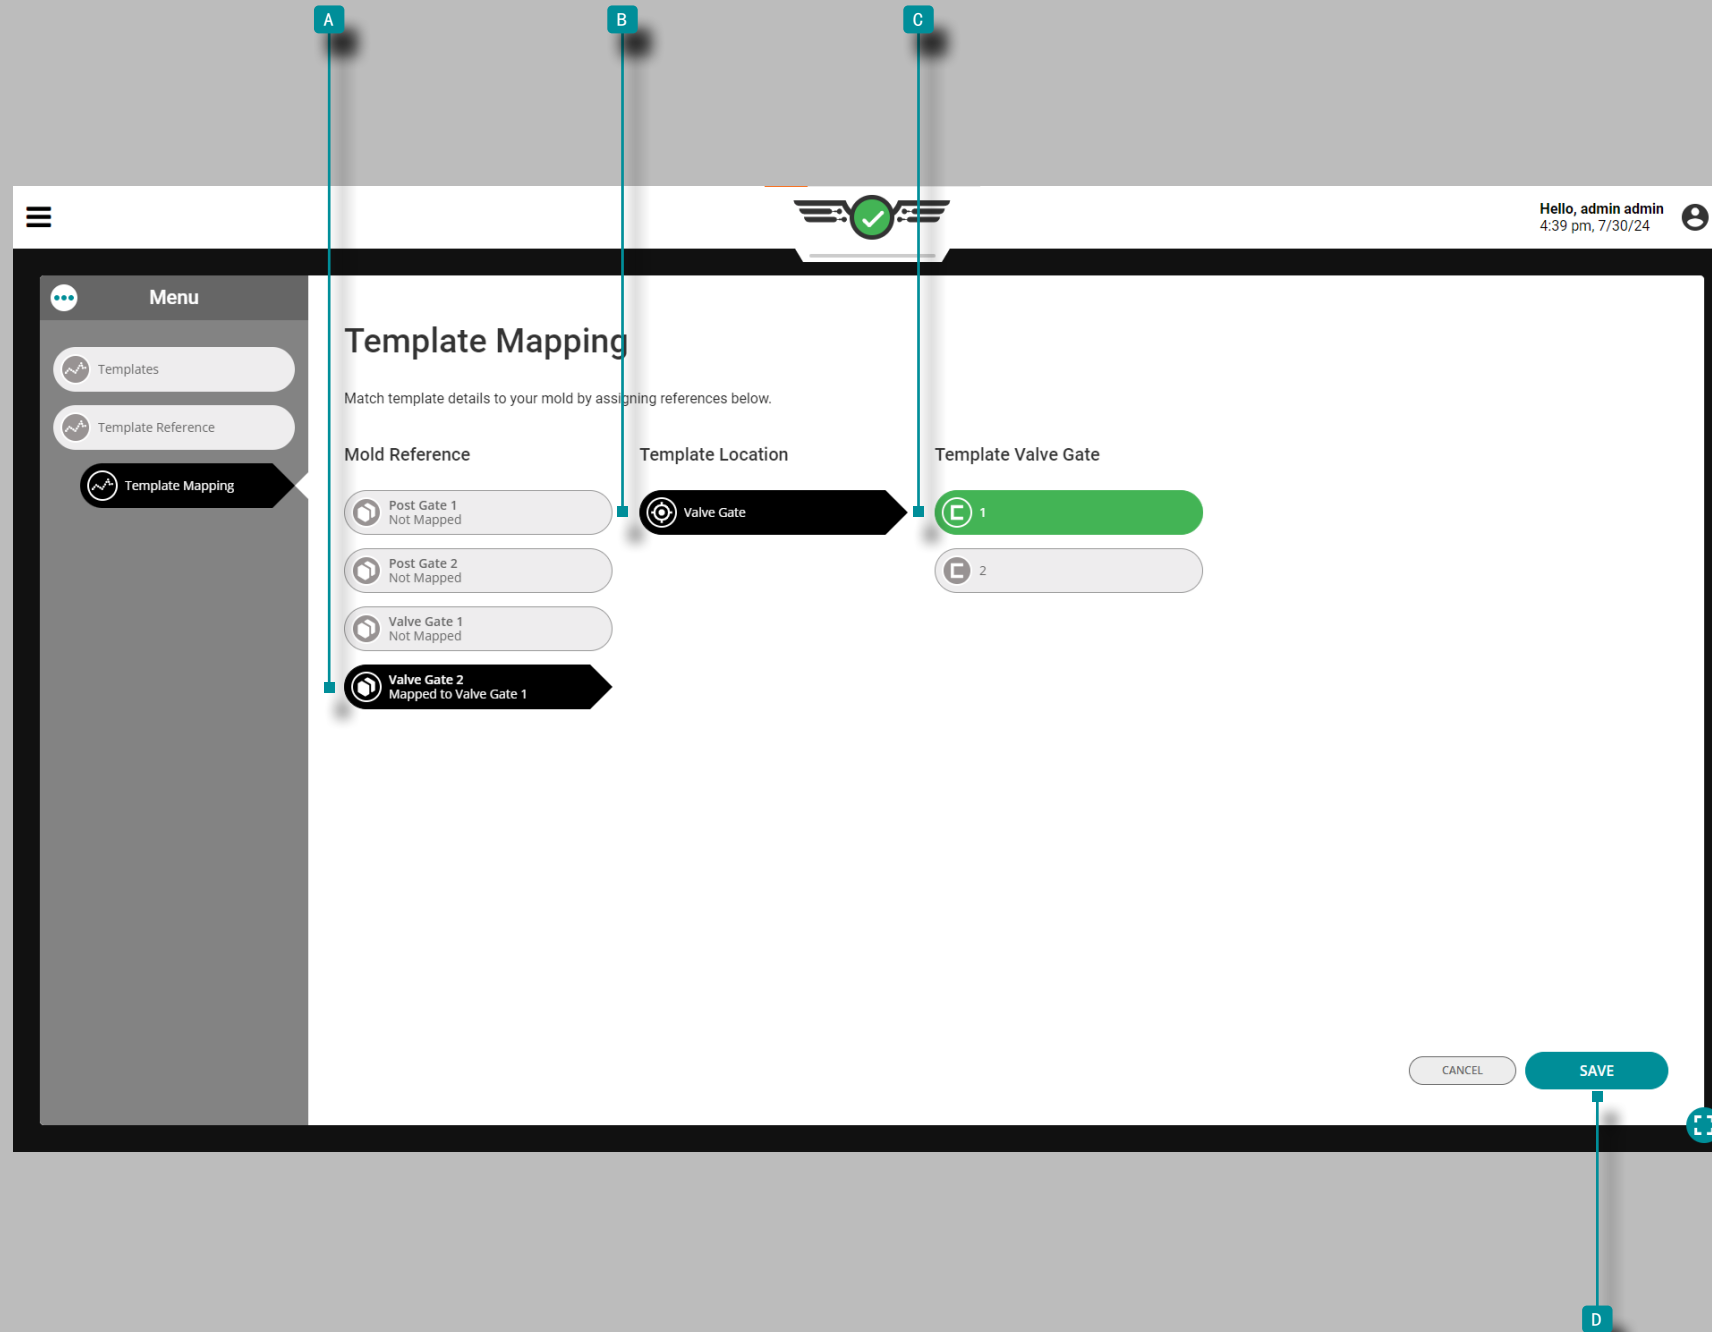 A
B
C
Hello, admin admin
4:39 pm, 7/30/24
Menu
Templates
Template Reference
Template Mapping
Template Mapping
Match template details to your mold by assigning references below.
Mold Reference
Post Gate 1
Not Mapped
Post Gate 2
Not Mapped
Valve Gate 1
Not Mapped
Valve Gate 2
Mapped to Valve Gate 1
Template Location
Valve Gate
Template Valve Gate
1
2
CANCEL
SAVE
D